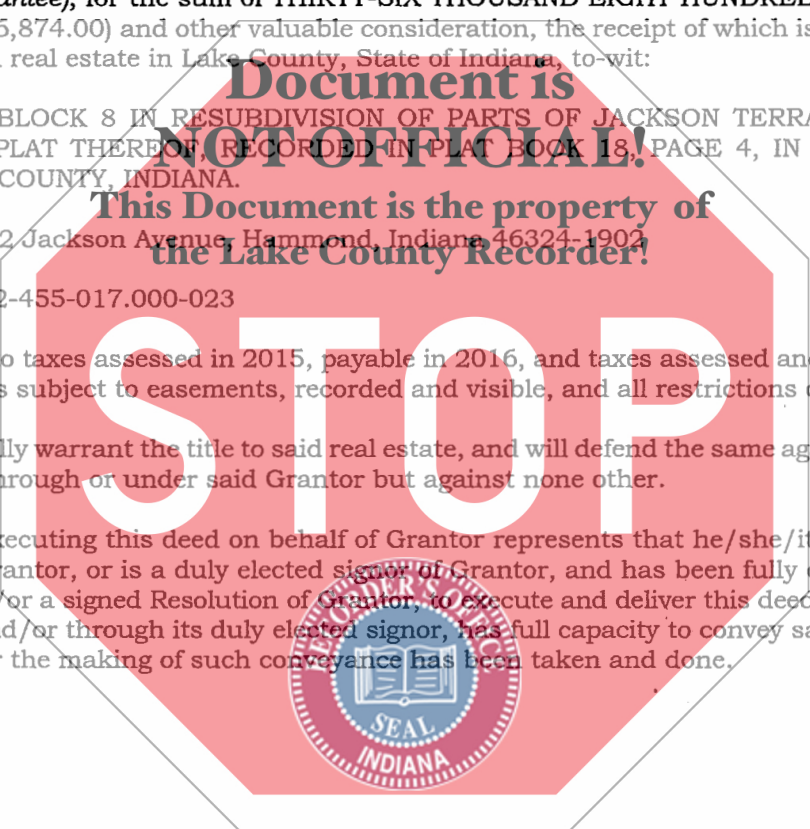 antee), for the sum of THIRTY-SIX THOUSAND EIGHT HUNDRED
5,874.00) and other valuable consideration, the receipt of which is
real estate in Lake County, State of Indiana, to-wit:
Document is
BLOCK 8 IN RESUBDIVISION OF PARTS OF JACKSON TERRA
PLAT THEREOF, RECORDED IN PLAT BOOK 18, PAGE 4, IN
NOT OFFICIAL!
COUNTY, INDIANA.
This Document is the property of
2 Jackson Avenue, Hammond, Indiana 46324-1902
the Lake County Recorder!
2-455-017.000-023
STOP
o taxes assessed in 2015, payable in 2016, and taxes assessed an
s subject to easements, recorded and visible, and all restrictions
lly warrant the title to said real estate, and will defend the same ag
hrough or under said Grantor but against none other.
xecuting this deed on behalf of Grantor represents that he/she/it
rantor, or is a duly elected signor of Grantor, and has been fully
/or a signed Resolution of Grantor, to execute and deliver this deed
d/or through its duly elected signor, has full capacity to convey sa
r the making of such conveyance has been taken and done.
RECORDER'S OFFICE
SEAL
INDIANA